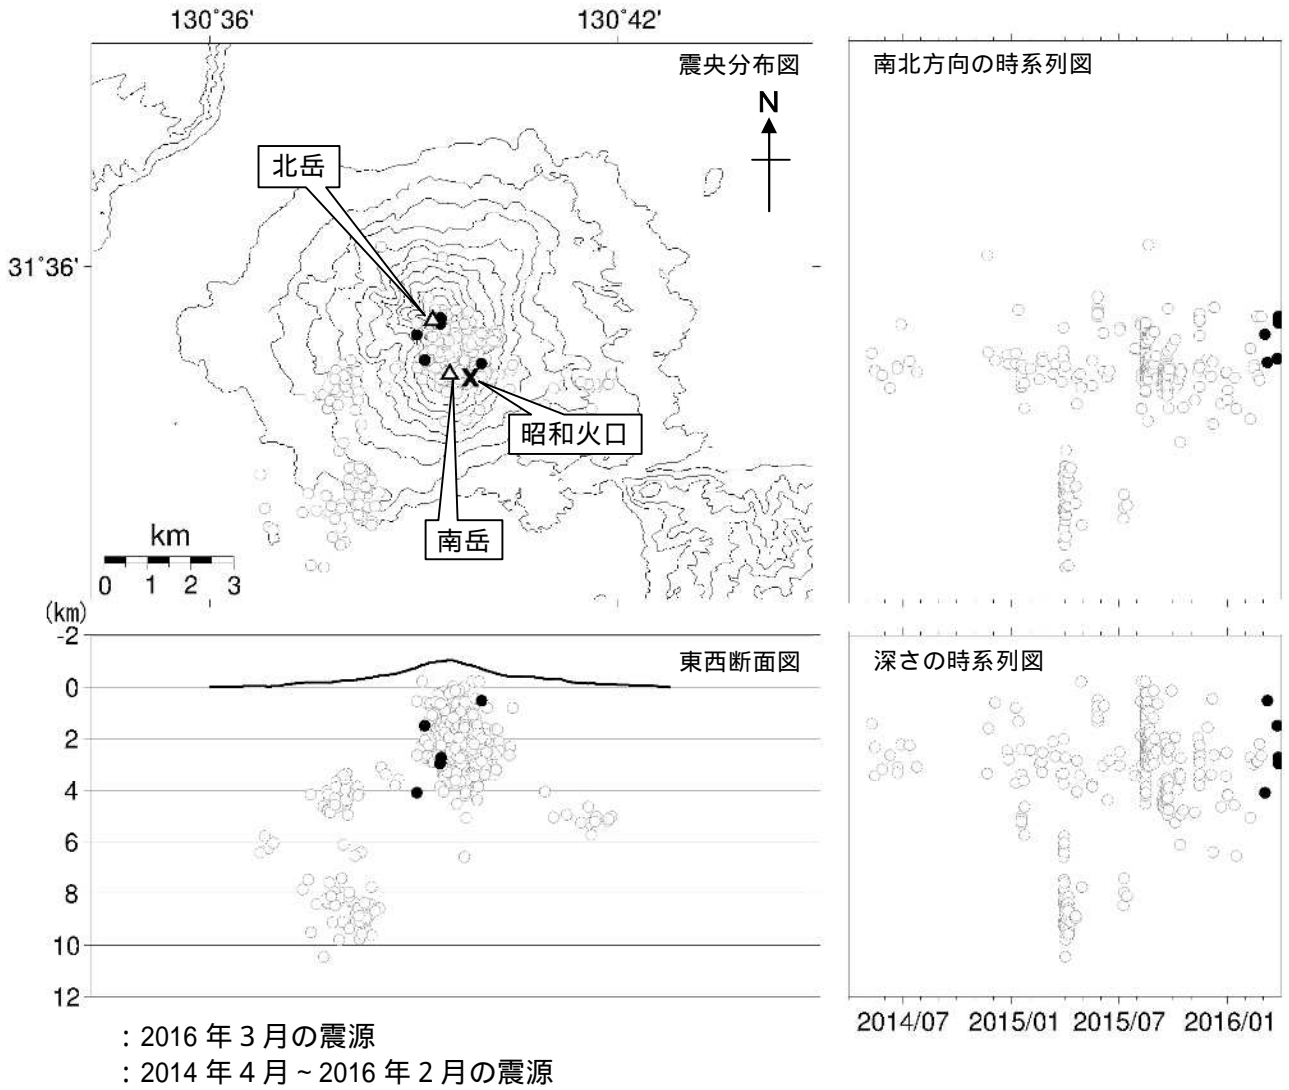 130°36'
130°42'
震央分布図
南北方向の時系列図
N
北岳
31°36'
昭和火口
南岳
km
0 1 2 3
(km)
-2
東西断面図
深さの時系列図
0
2
4
6
8
10
12
2014/07 2015/01 2015/07 2016/01
：2016 年 3 月の震源
：2014 年 4 月～2016 年 2 月の震源